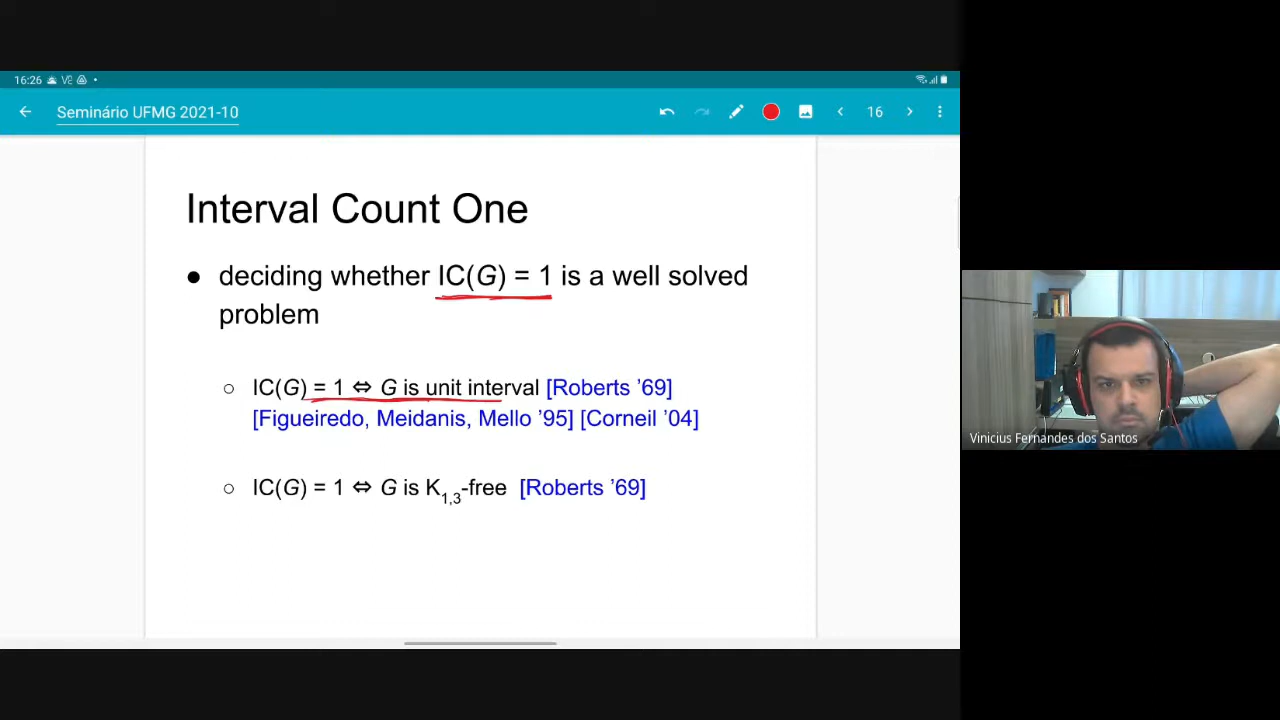 16:26
Seminário UFMG 2021-10
16
Interval Count One
● deciding whether IC(G) = 1 is a well solved
problem
○ IC(G) = 1 ⇔ G is unit interval [Roberts ’69]
[Figueiredo, Meidanis, Mello ’95] [Corneil ’04]
○ IC(G) = 1 ⇔ G is K1,3-free [Roberts ’69]
Vinicius Fernandes dos Santos